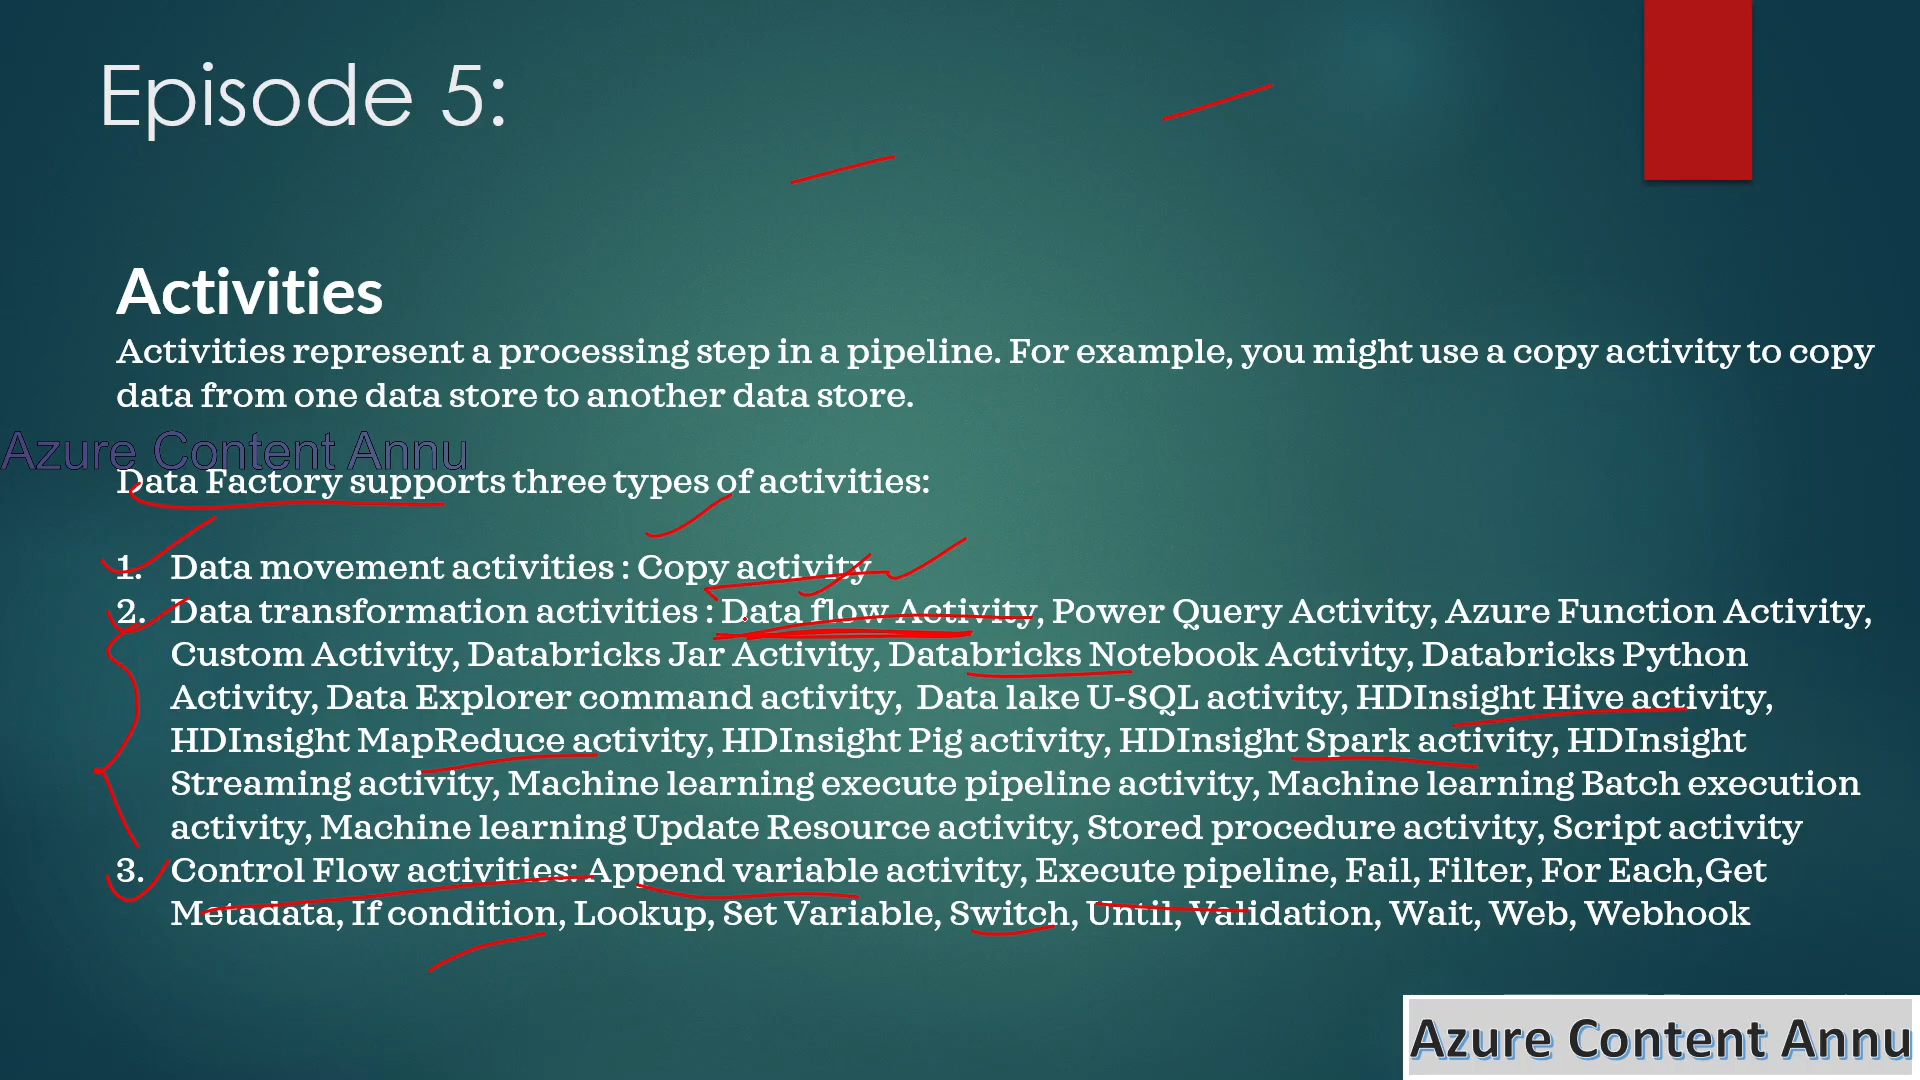 Episode 5:
Activities
Activities represent a processing step in a pipeline. For example, you might use a copy activity to copy
data from one data store to another data store.
Azure Content Annu
Data Factory supports three types of activities:
1. Data movement activities : Copy activity
2. Data transformation activities : Data flow Activity, Power Query Activity, Azure Function Activity,
Custom Activity, Databricks Jar Activity, Databricks Notebook Activity, Databricks Python
Activity, Data Explorer command activity, Data lake U-SQL activity, HDInsight Hive activity,
HDInsight MapReduce activity, HDInsight Pig activity, HDInsight Spark activity, HDInsight
Streaming activity, Machine learning execute pipeline activity, Machine learning Batch execution
activity, Machine learning Update Resource activity, Stored procedure activity, Script activity
3. Control Flow activities: Append variable activity, Execute pipeline, Fail, Filter, For Each,Get
Metadata, If condition, Lookup, Set Variable, Switch, Until, Validation, Wait, Web, Webhook
Azure Content Annu